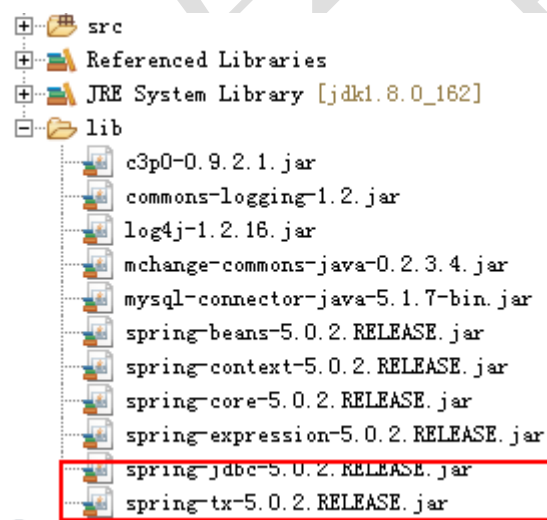 src
Referenced Libraries
JRE System Library [jdk1.8.0_162]
lib
c3p0-0.9.2.1.jar
commons-logging-1.2.jar
log4j-1.2.16.jar
mchange-commons-java-0.2.3.4.jar
mysql-connector-java-5.1.7-bin.jar
spring-beans-5.0.2.RELEASE.jar
spring-context-5.0.2.RELEASE.jar
spring-core-5.0.2.RELEASE.jar
spring-expression-5.0.2.RELEASE.jar
spring-jdbc-5.0.2.RELEASE.jar
spring-tx-5.0.2.RELEASE.jar